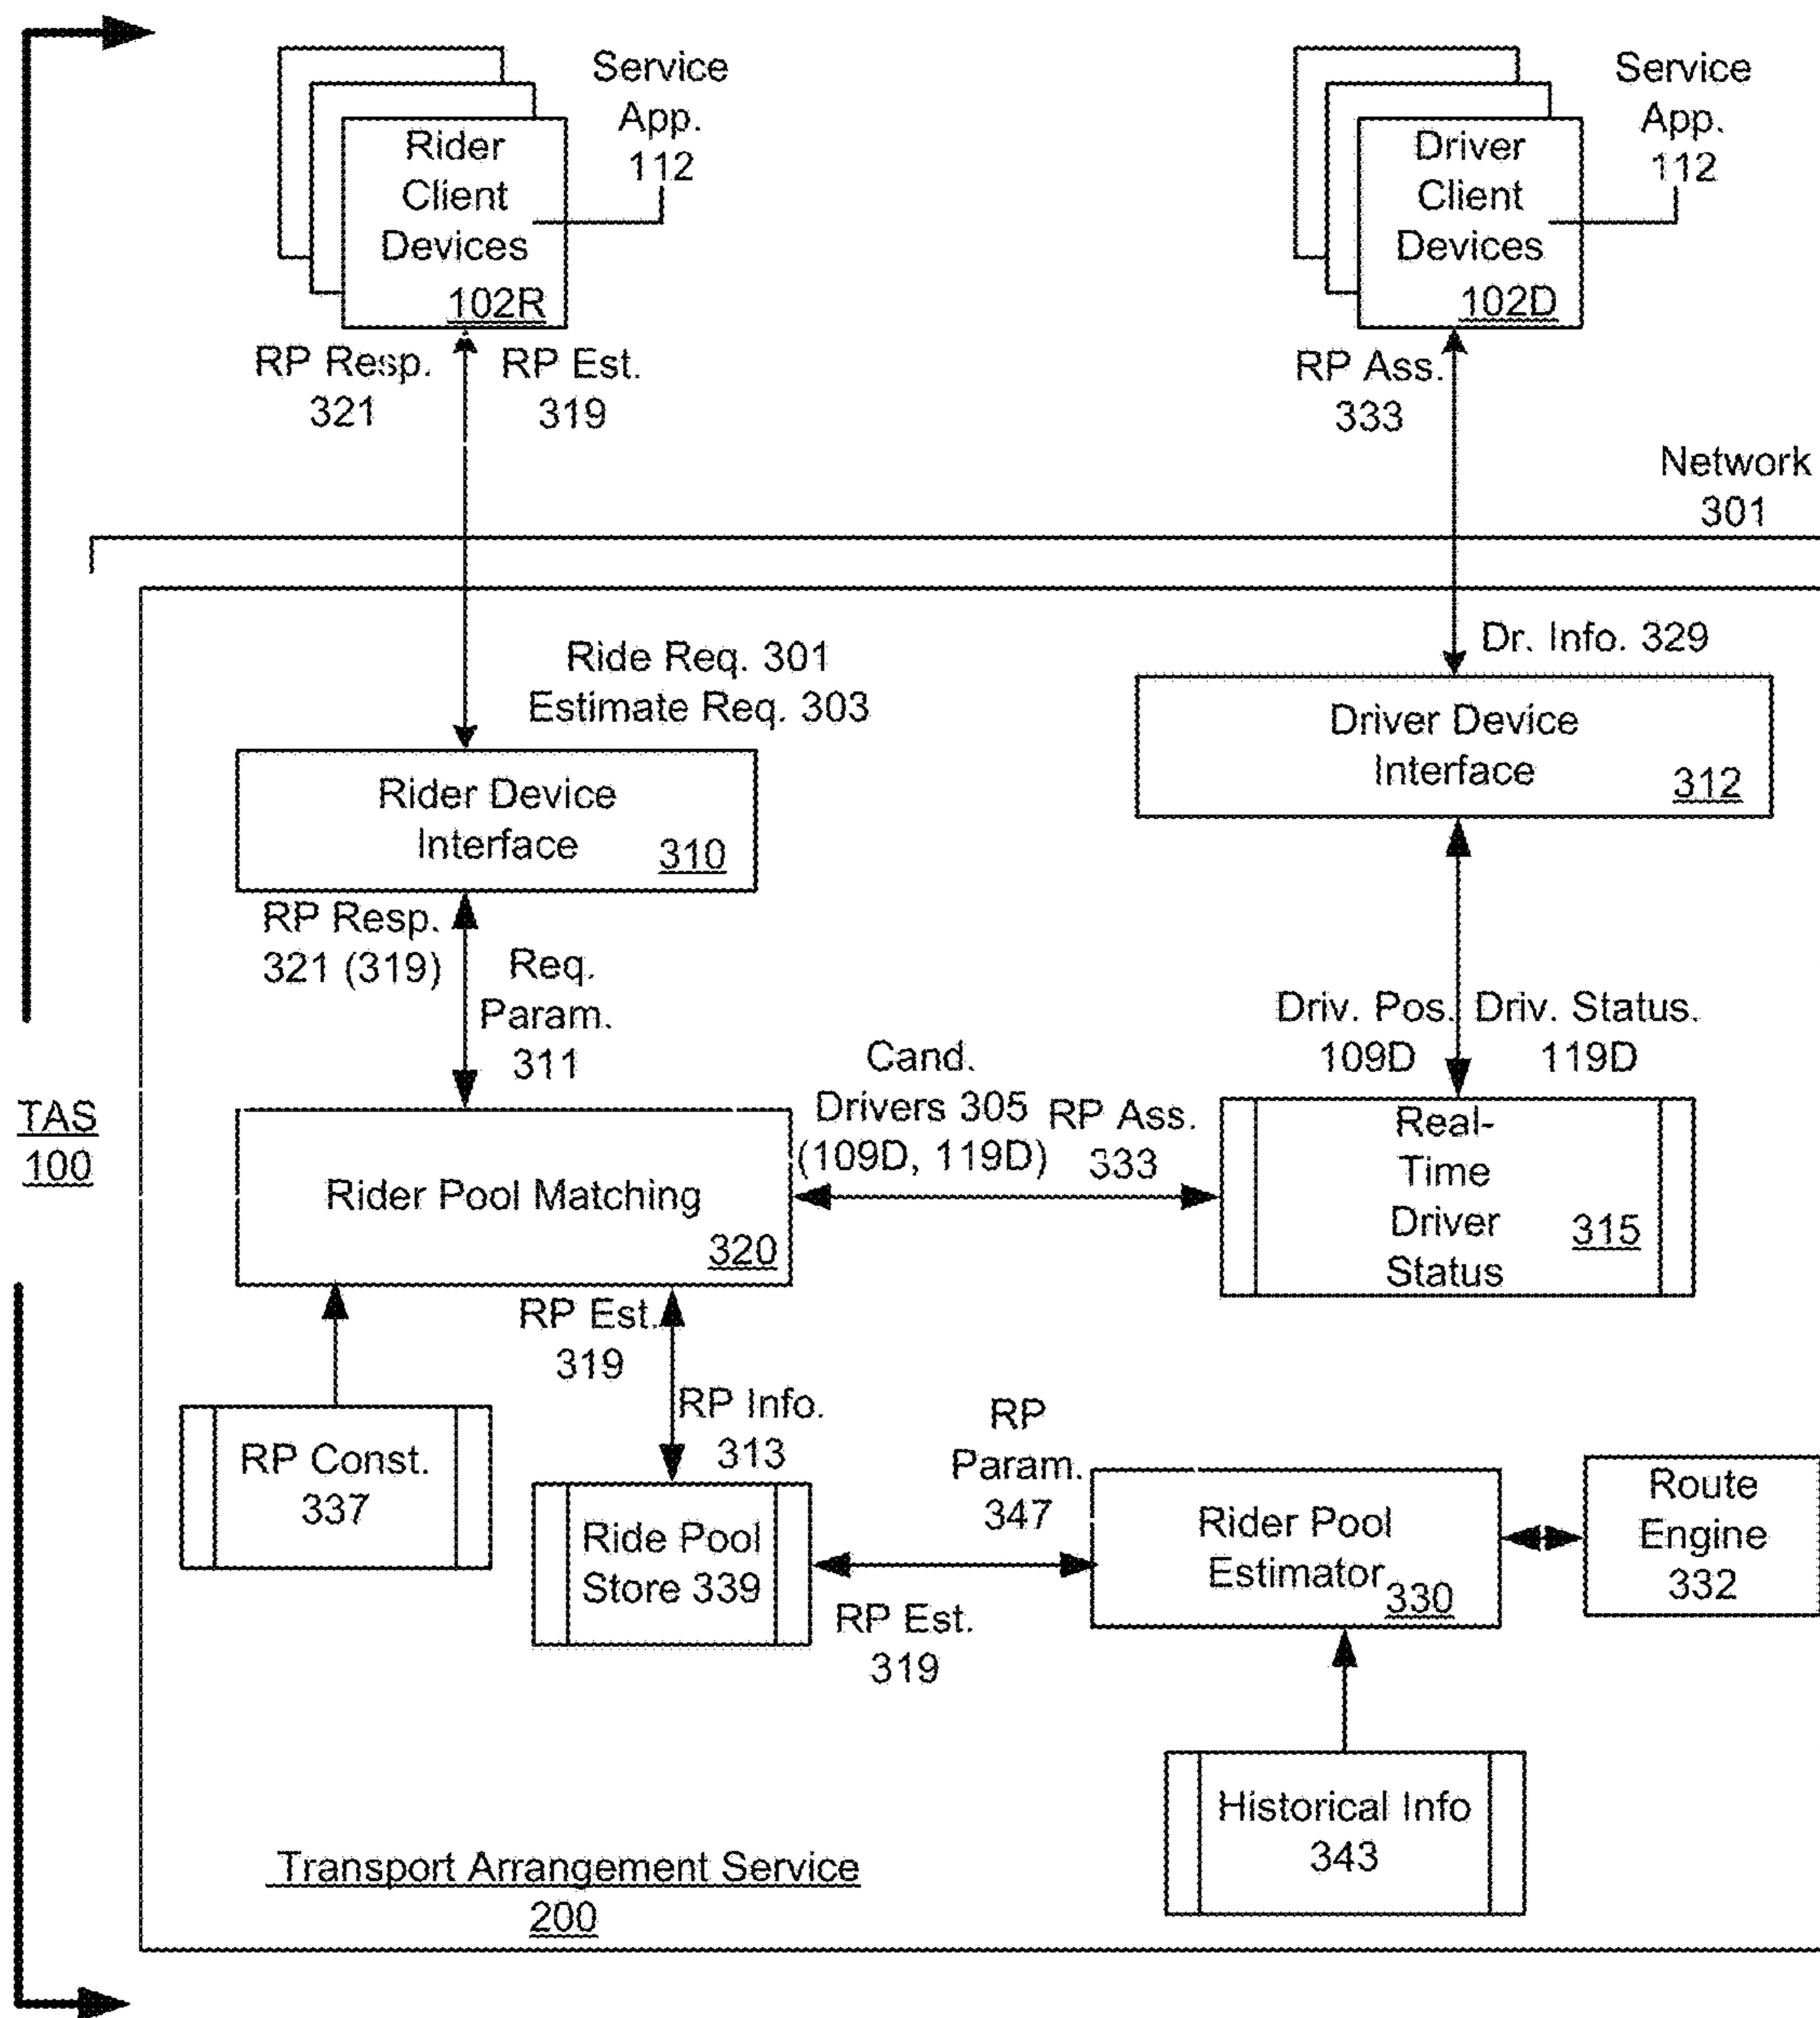 Service
App.
112
Rider
Client
Devices
102R
Service
App.
112
Driver
Client
Devices
102D
RP Resp.
321
RP Est.
319
RP Ass.
333
Network
301
Ride Req. 301
Estimate Req. 303
Dr. Info. 329
Rider Device
Interface
310
Driver Device
Interface
312
RP Resp.
321 (319)
Req.
Param.
311
Driv. Pos.
109D
Driv. Status.
119D
TAS
100
Cand.
Drivers 305
(109D, 119D)
RP Ass.
333
Rider Pool Matching
320
Real-
Time
Driver
Status
315
RP Est.
319
RP Info.
313
RP Const.
337
Ride Pool
Store 339
RP
Param.
347
RP Est.
319
Rider Pool
Estimator
330
Route
Engine
332
Historical Info
343
Transport Arrangement Service
200